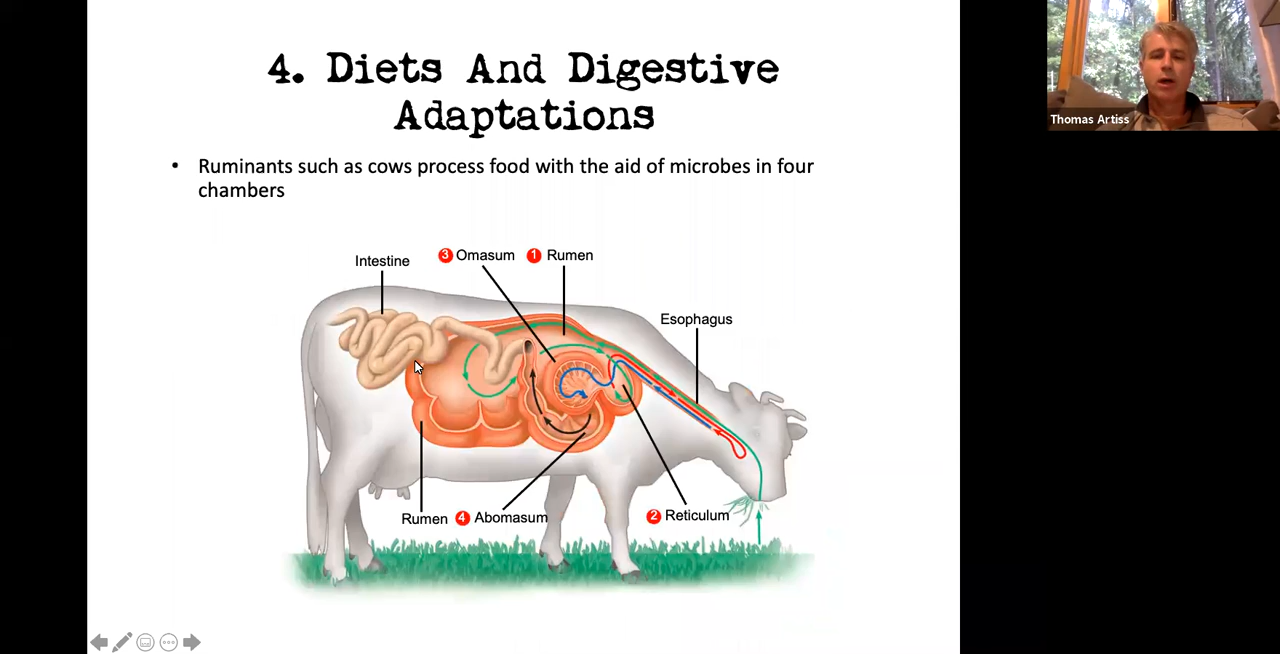 4. Diets And Digestive
Adaptations
• Ruminants such as cows process food with the aid of microbes in four
chambers
Intestine
3 Omasum
1 Rumen
Esophagus
Rumen
4 Abomasum
2 Reticulum
Thomas Artiss